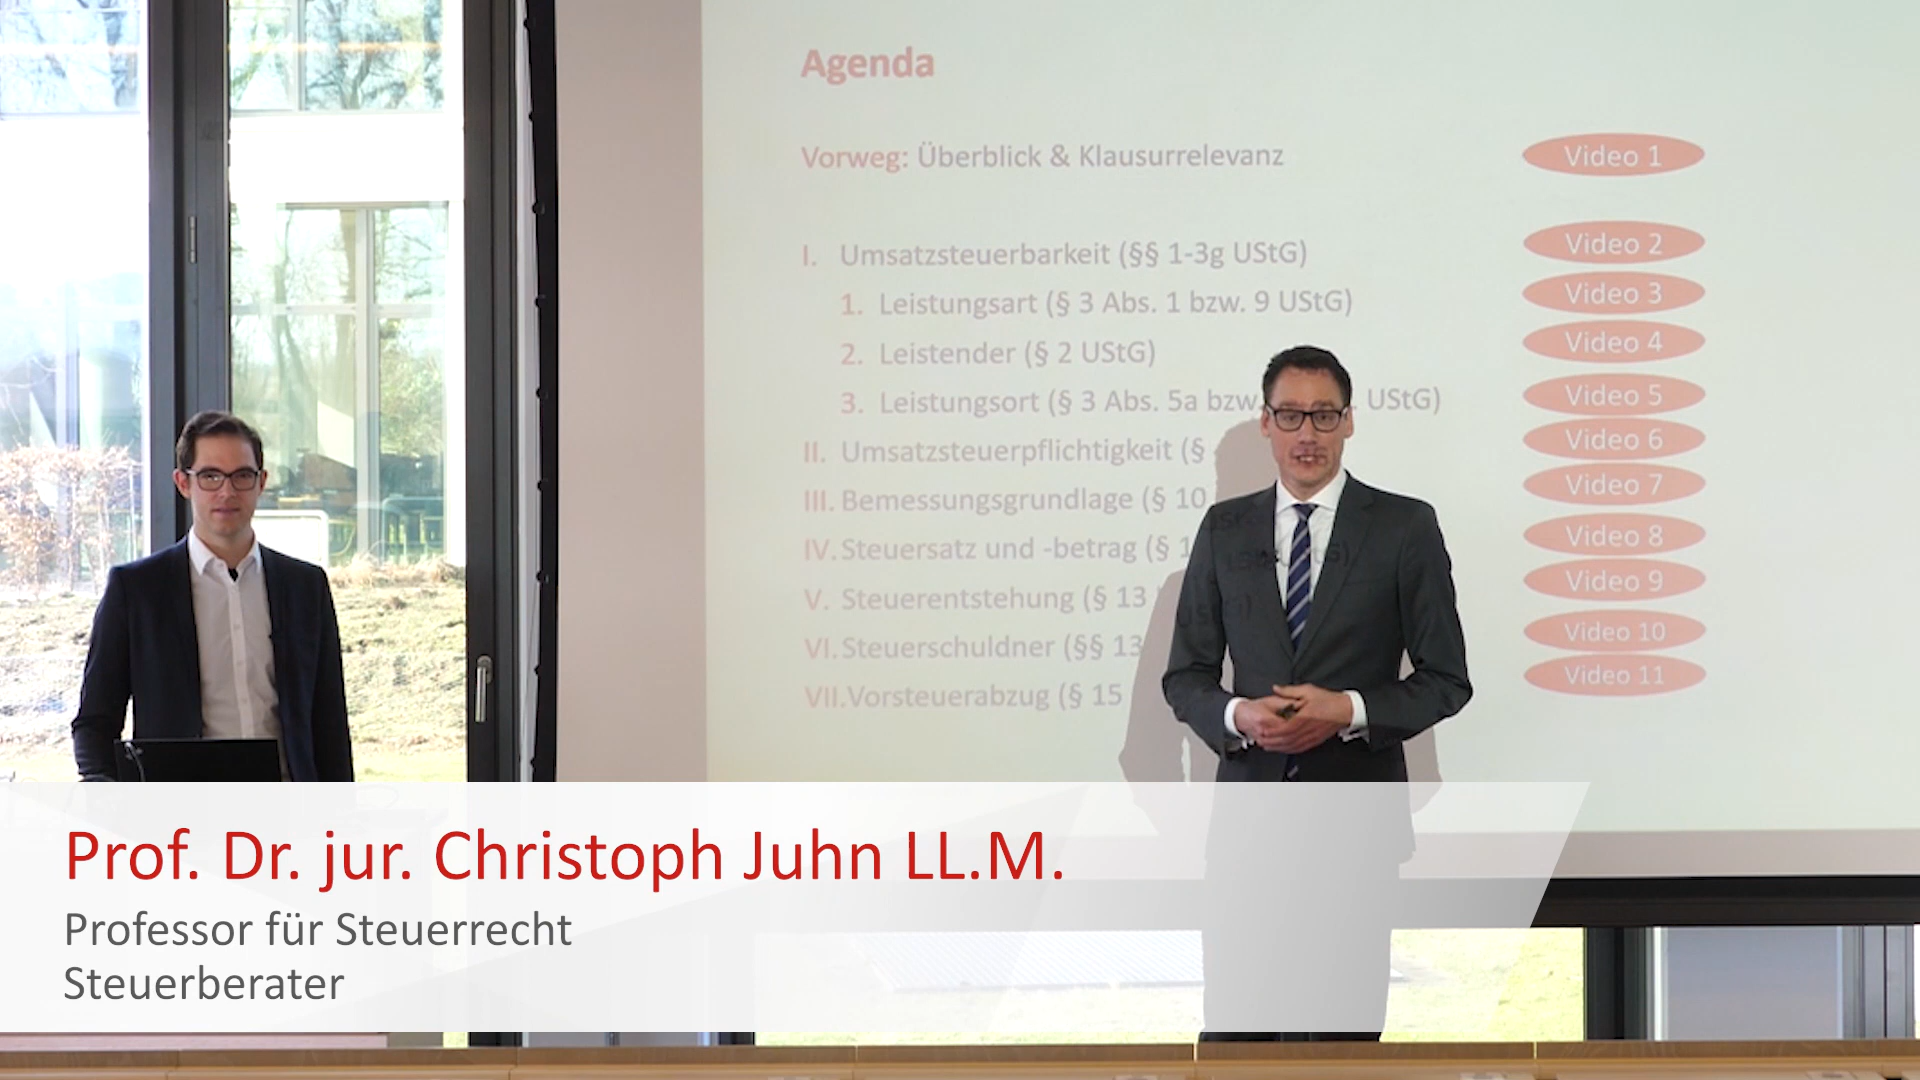 Agenda
Vorweg: Überblick & Klausurrelevanz
Video 1
I. Umsatzsteuerbarkeit (§§ 1-3g UStG)
Video 2
1. Leistungsart (§ 3 Abs. 1 bzw. 9 UStG)
Video 3
2. Leistender (§ 2 UStG)
Video 4
3. Leistungsort (§ 3 Abs. 5a bzw. UStG)
Video 5
II. Umsatzsteuerpflichtigkeit (§
Video 6
III. Bemessungsgrundlage (§ 10
Video 7
IV. Steuersatz und -betrag (§ 1
Video 8
V. Steuerentstehung (§ 13
Video 9
VI. Steuerschuldner (§§ 13
Video 10
VII. Vorsteuerabzug (§ 15
Video 11
Prof. Dr. jur. Christoph Juhn LL.M.
Professor für Steuerrecht
Steuerberater